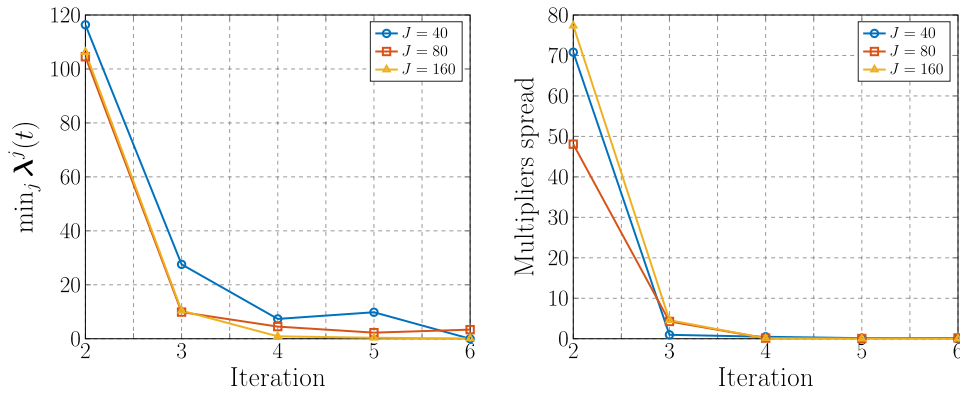 120
100
80
60
40
20
0
2 3 4 5 6
Iteration
min_j λ^j(t)
J = 40
J = 80
J = 160
80
70
60
50
40
30
20
10
0
2 3 4 5 6
Iteration
Multipliers spread
J = 40
J = 80
J = 160